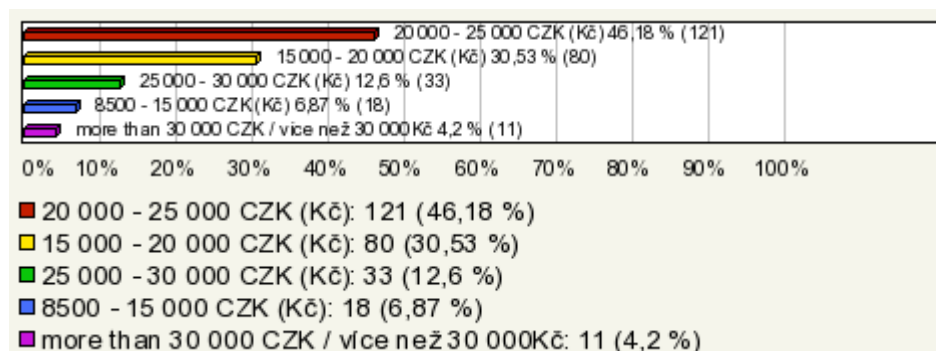 20 000 - 25 000 CZK (Kč) 46,18 % (121)
15 000 - 20 000 CZK (Kč) 30,53 % (80)
25 000 - 30 000 CZK (Kč) 12,6 % (33)
8500 - 15 000 CZK (Kč) 6,87 % (18)
more than 30 000 CZK / více než 30 000Kč 4,2 % (11)
0% 10% 20% 30% 40% 50% 60% 70% 80% 90% 100%
20 000 - 25 000 CZK (Kč): 121 (46,18 %)
15 000 - 20 000 CZK (Kč): 80 (30,53 %)
25 000 - 30 000 CZK (Kč): 33 (12,6 %)
8500 - 15 000 CZK (Kč): 18 (6,87 %)
more than 30 000 CZK / více než 30 000Kč: 11 (4,2 %)